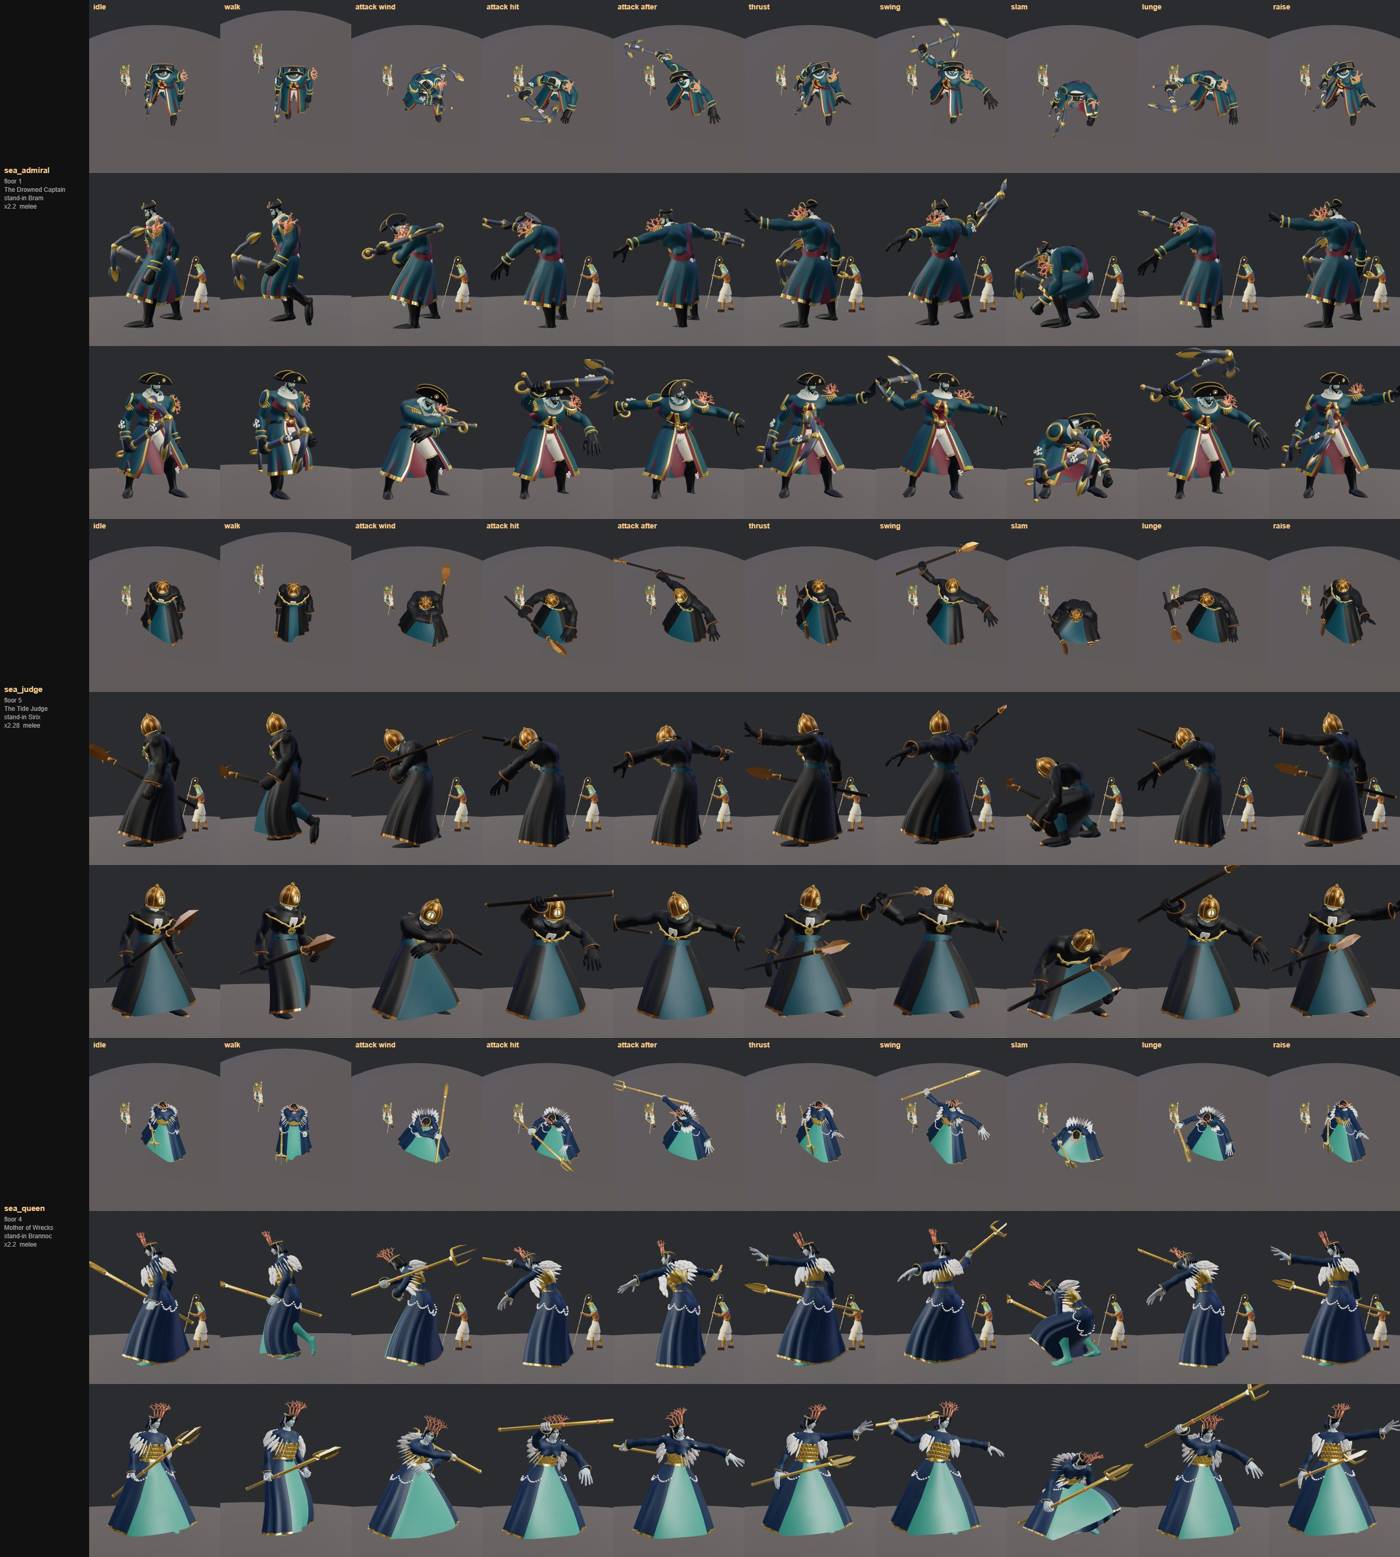 idle walk attack wind attack hit attack after thrust swing slam lunge raise
sea_admiral
floor 1
The Drowned Captain
stand-in Bram
x2.2 melee
idle walk attack wind attack hit attack after thrust swing slam lunge raise
sea_judge
floor 5
The Tide Judge
stand-in Sirix
x2.28 melee
idle walk attack wind attack hit attack after thrust swing slam lunge raise
sea_queen
floor 4
Mother of Wrecks
stand-in Brannoc
x2.2 melee